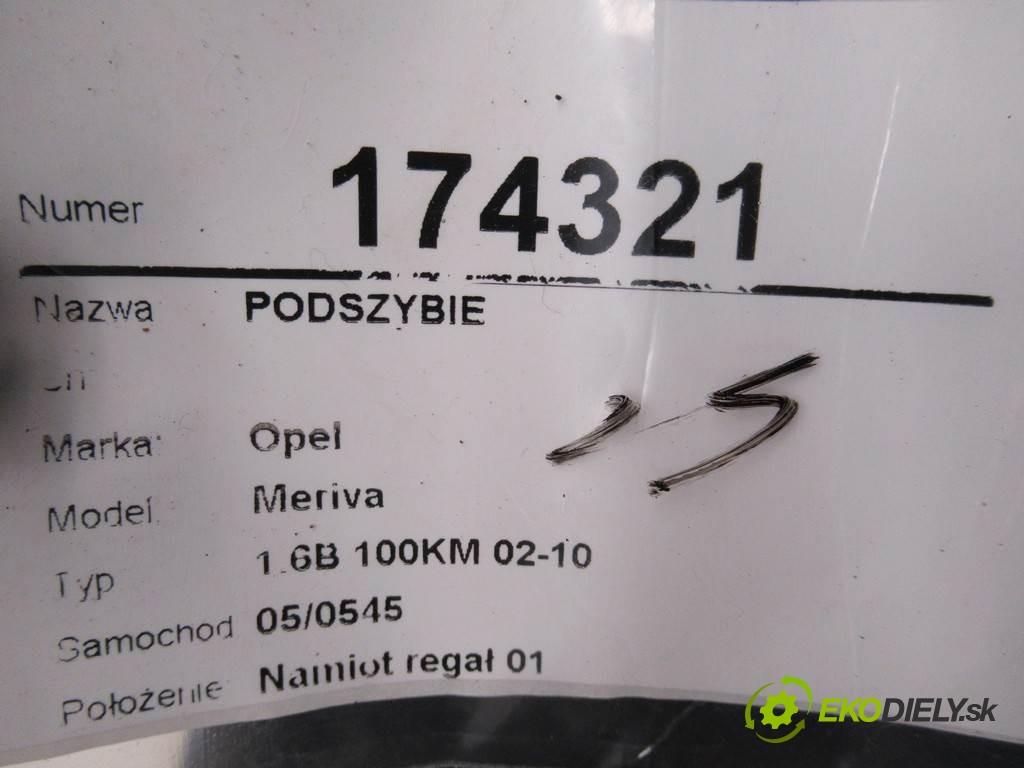 Numer 174321
Nazwa PODSZYBIE
Marka: Opel
Model Meriva
Typ 1.6B 100KM 02-10
Samochod 05/0545
Położenie Namiot regał 01
EKODIELY.sk